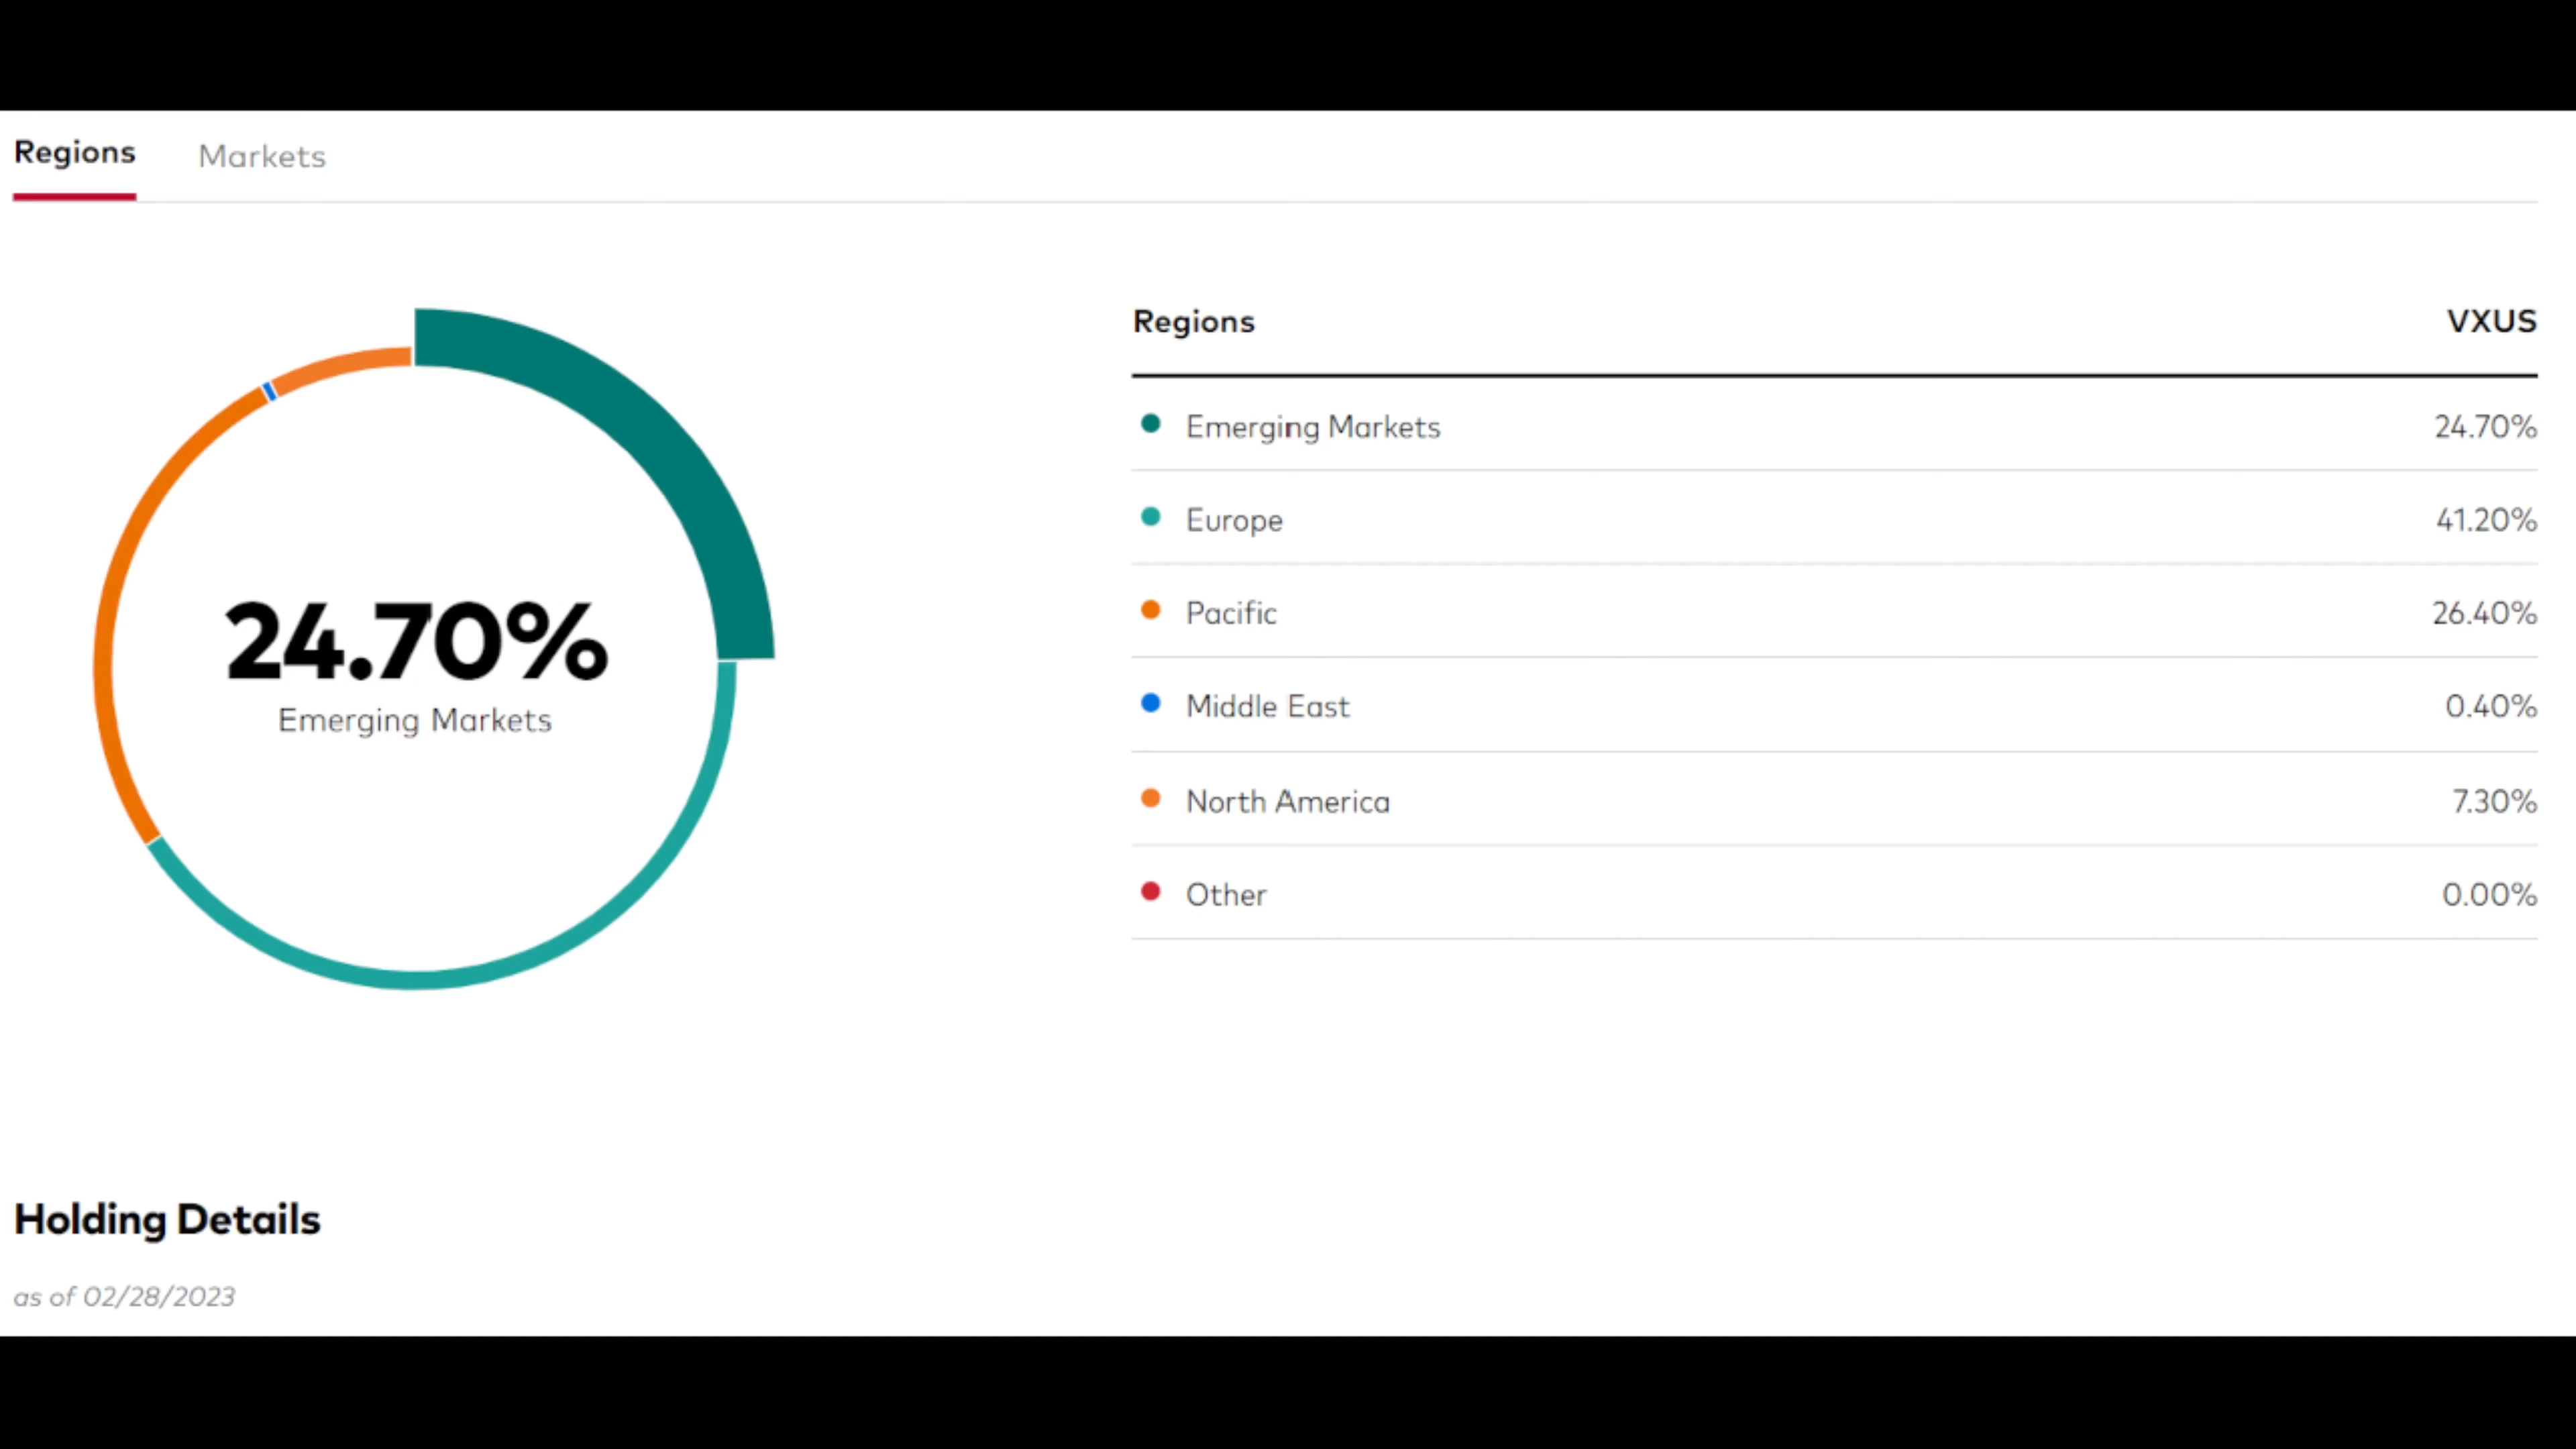 Regions Markets
24.70%
Emerging Markets
Regions VXUS
Emerging Markets 24.70%
Europe 41.20%
Pacific 26.40%
Middle East 0.40%
North America 7.30%
Other 0.00%
Holding Details
as of 02/28/2023